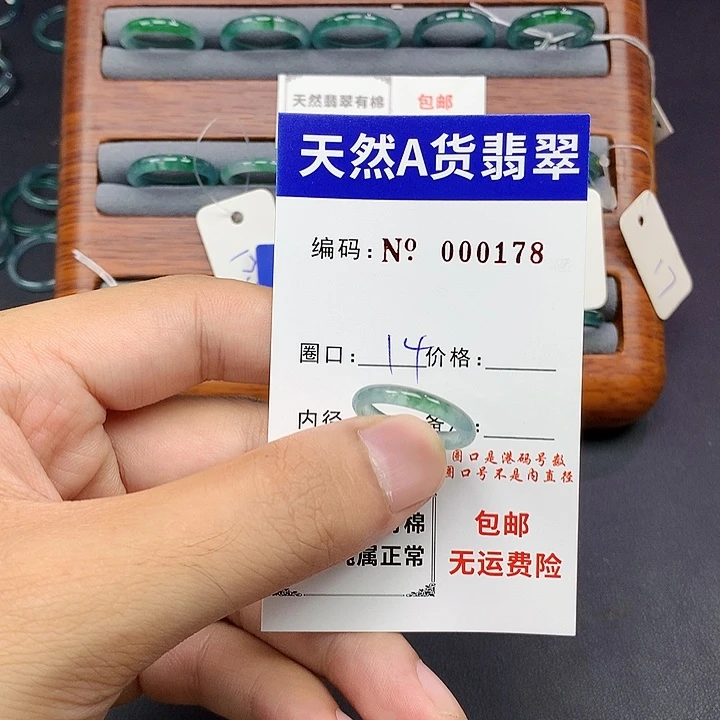 天然翡翠有棉 包邮
天然A货翡翠
编码：Nº 000178
圈口：14 价格：
内径 备
圈口是港码号数
圈口号不是内直径
棉 包邮
属正常 无运费险
17